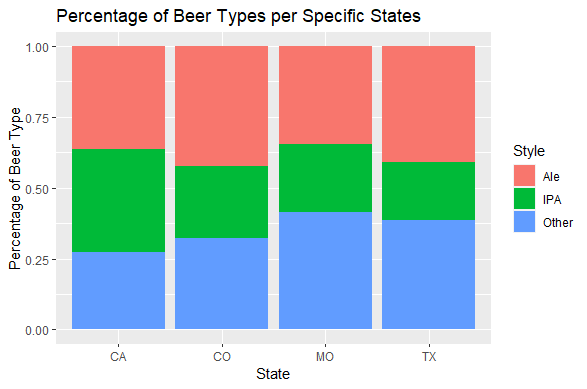 Percentage of Beer Types per Specific States
Percentage of Beer Type
1.00
0.75
0.50
0.25
0.00
CA
CO
MO
TX
State
Style
Ale
IPA
Other